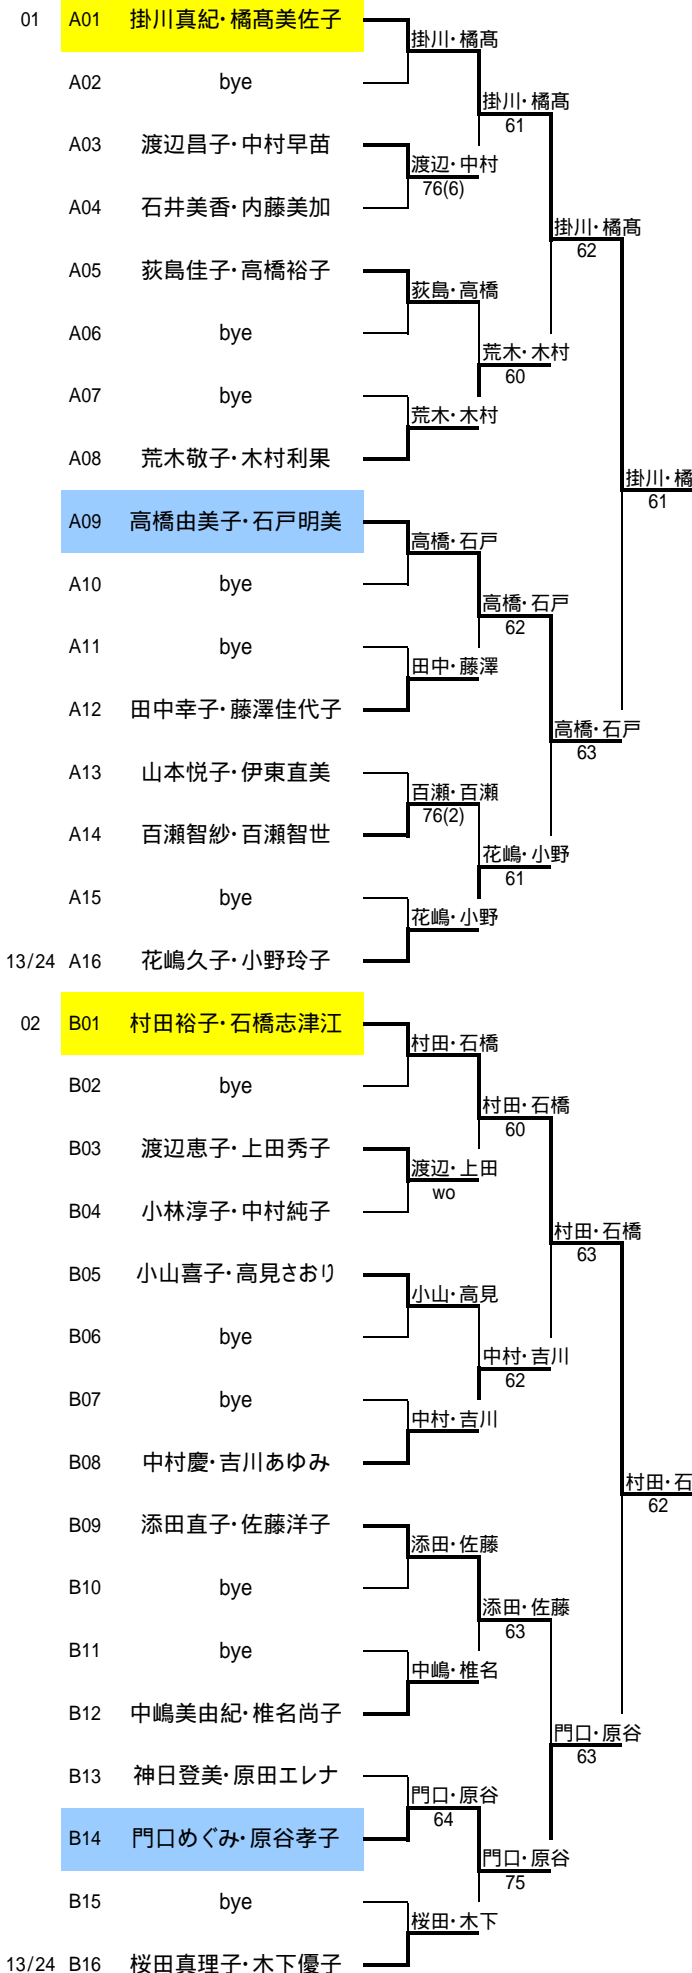 01 A01 掛川真紀・橘髙美佐子
掛川・橘髙
A02 bye
掛川・橘髙
61
A03 渡辺昌子・中村早苗
渡辺・中村
76(6)
A04 石井美香・内藤美加
掛川・橘髙
62
A05 荻島佳子・高橋裕子
荻島・高橋
A06 bye
荒木・木村
60
A07 bye
荒木・木村
A08 荒木敬子・木村利果
掛川・橘
61
A09 高橋由美子・石戸明美
高橋・石戸
A10 bye
高橋・石戸
62
A11 bye
田中・藤澤
A12 田中幸子・藤澤佳代子
高橋・石戸
63
A13 山本悦子・伊東直美
百瀬・百瀬
76(2)
A14 百瀬智紗・百瀬智世
花嶋・小野
61
A15 bye
花嶋・小野
13/24 A16 花嶋久子・小野玲子
02 B01 村田裕子・石橋志津江
村田・石橋
B02 bye
村田・石橋
60
B03 渡辺恵子・上田秀子
渡辺・上田
wo
B04 小林淳子・中村純子
村田・石橋
63
B05 小山喜子・高見さおり
小山・高見
B06 bye
中村・吉川
62
B07 bye
中村・吉川
B08 中村慶・吉川あゆみ
村田・石
62
B09 添田直子・佐藤洋子
添田・佐藤
B10 bye
添田・佐藤
63
B11 bye
中嶋・椎名
B12 中嶋美由紀・椎名尚子
門口・原谷
63
B13 神日登美・原田エレナ
門口・原谷
64
B14 門口めぐみ・原谷孝子
門口・原谷
75
B15 bye
桜田・木下
13/24 B16 桜田真理子・木下優子